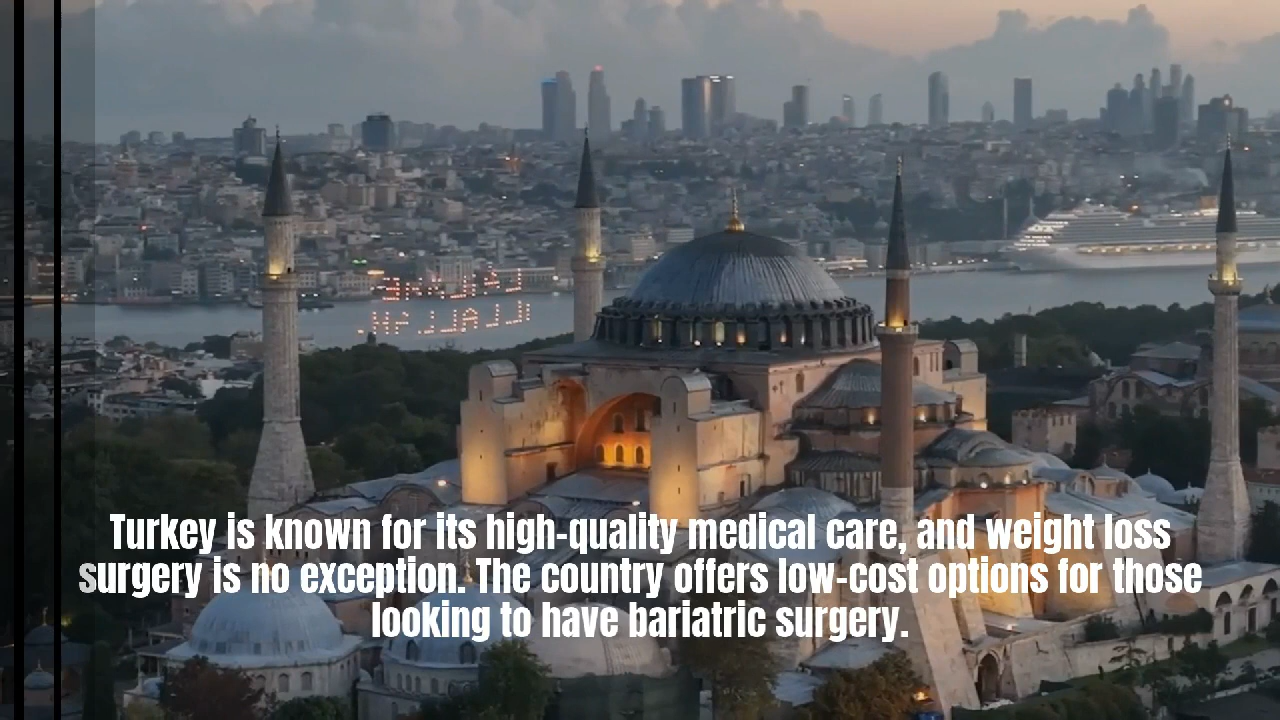 Turkey is known for its high-quality medical care, and weight loss
surgery is no exception. The country offers low-cost options for those
looking to have bariatric surgery.